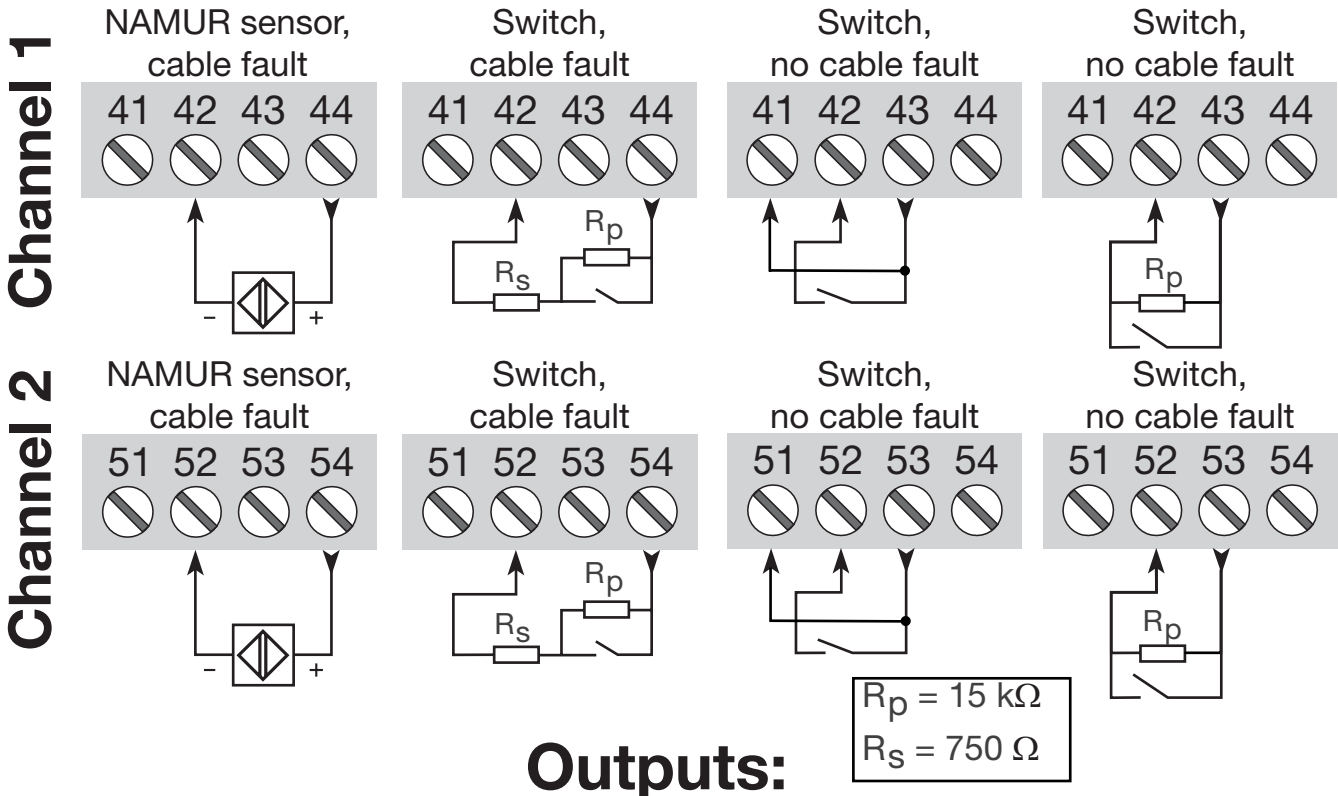 Channel 1
NAMUR sensor,
cable fault
41 42 43 44
- +
Switch,
cable fault
41 42 43 44
Rp
Rs
Switch,
no cable fault
41 42 43 44
Switch,
no cable fault
41 42 43 44
Rp
Channel 2
NAMUR sensor,
cable fault
51 52 53 54
- +
Switch,
cable fault
51 52 53 54
Rp
Rs
Switch,
no cable fault
51 52 53 54
Switch,
no cable fault
51 52 53 54
Rp
Rp = 15 kΩ
Rs = 750 Ω
Outputs: